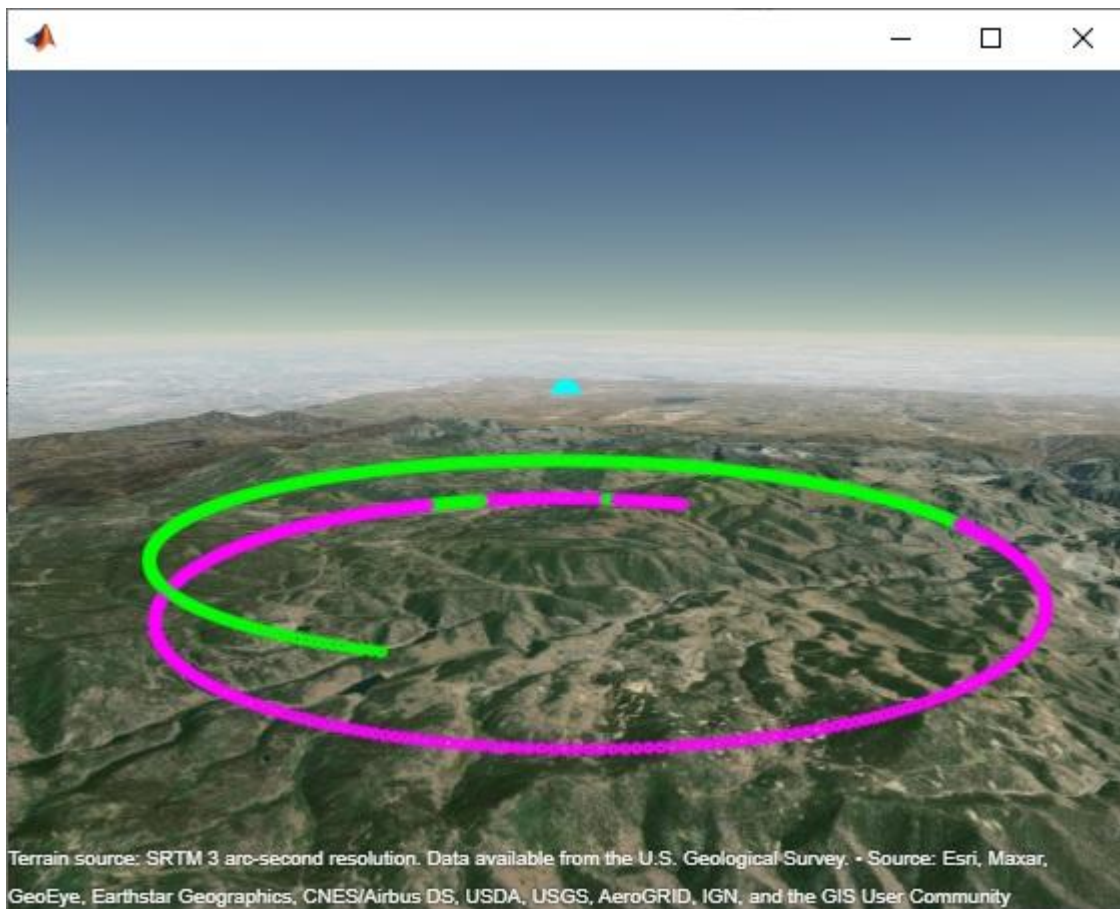 Terrain source: SRTM 3 arc-second resolution. Data available from the U.S. Geological Survey. • Source: Esri, Maxar,
GeoEye, Earthstar Geographics, CNES/Airbus DS, USDA, USGS, AeroGRID, IGN, and the GIS User Community